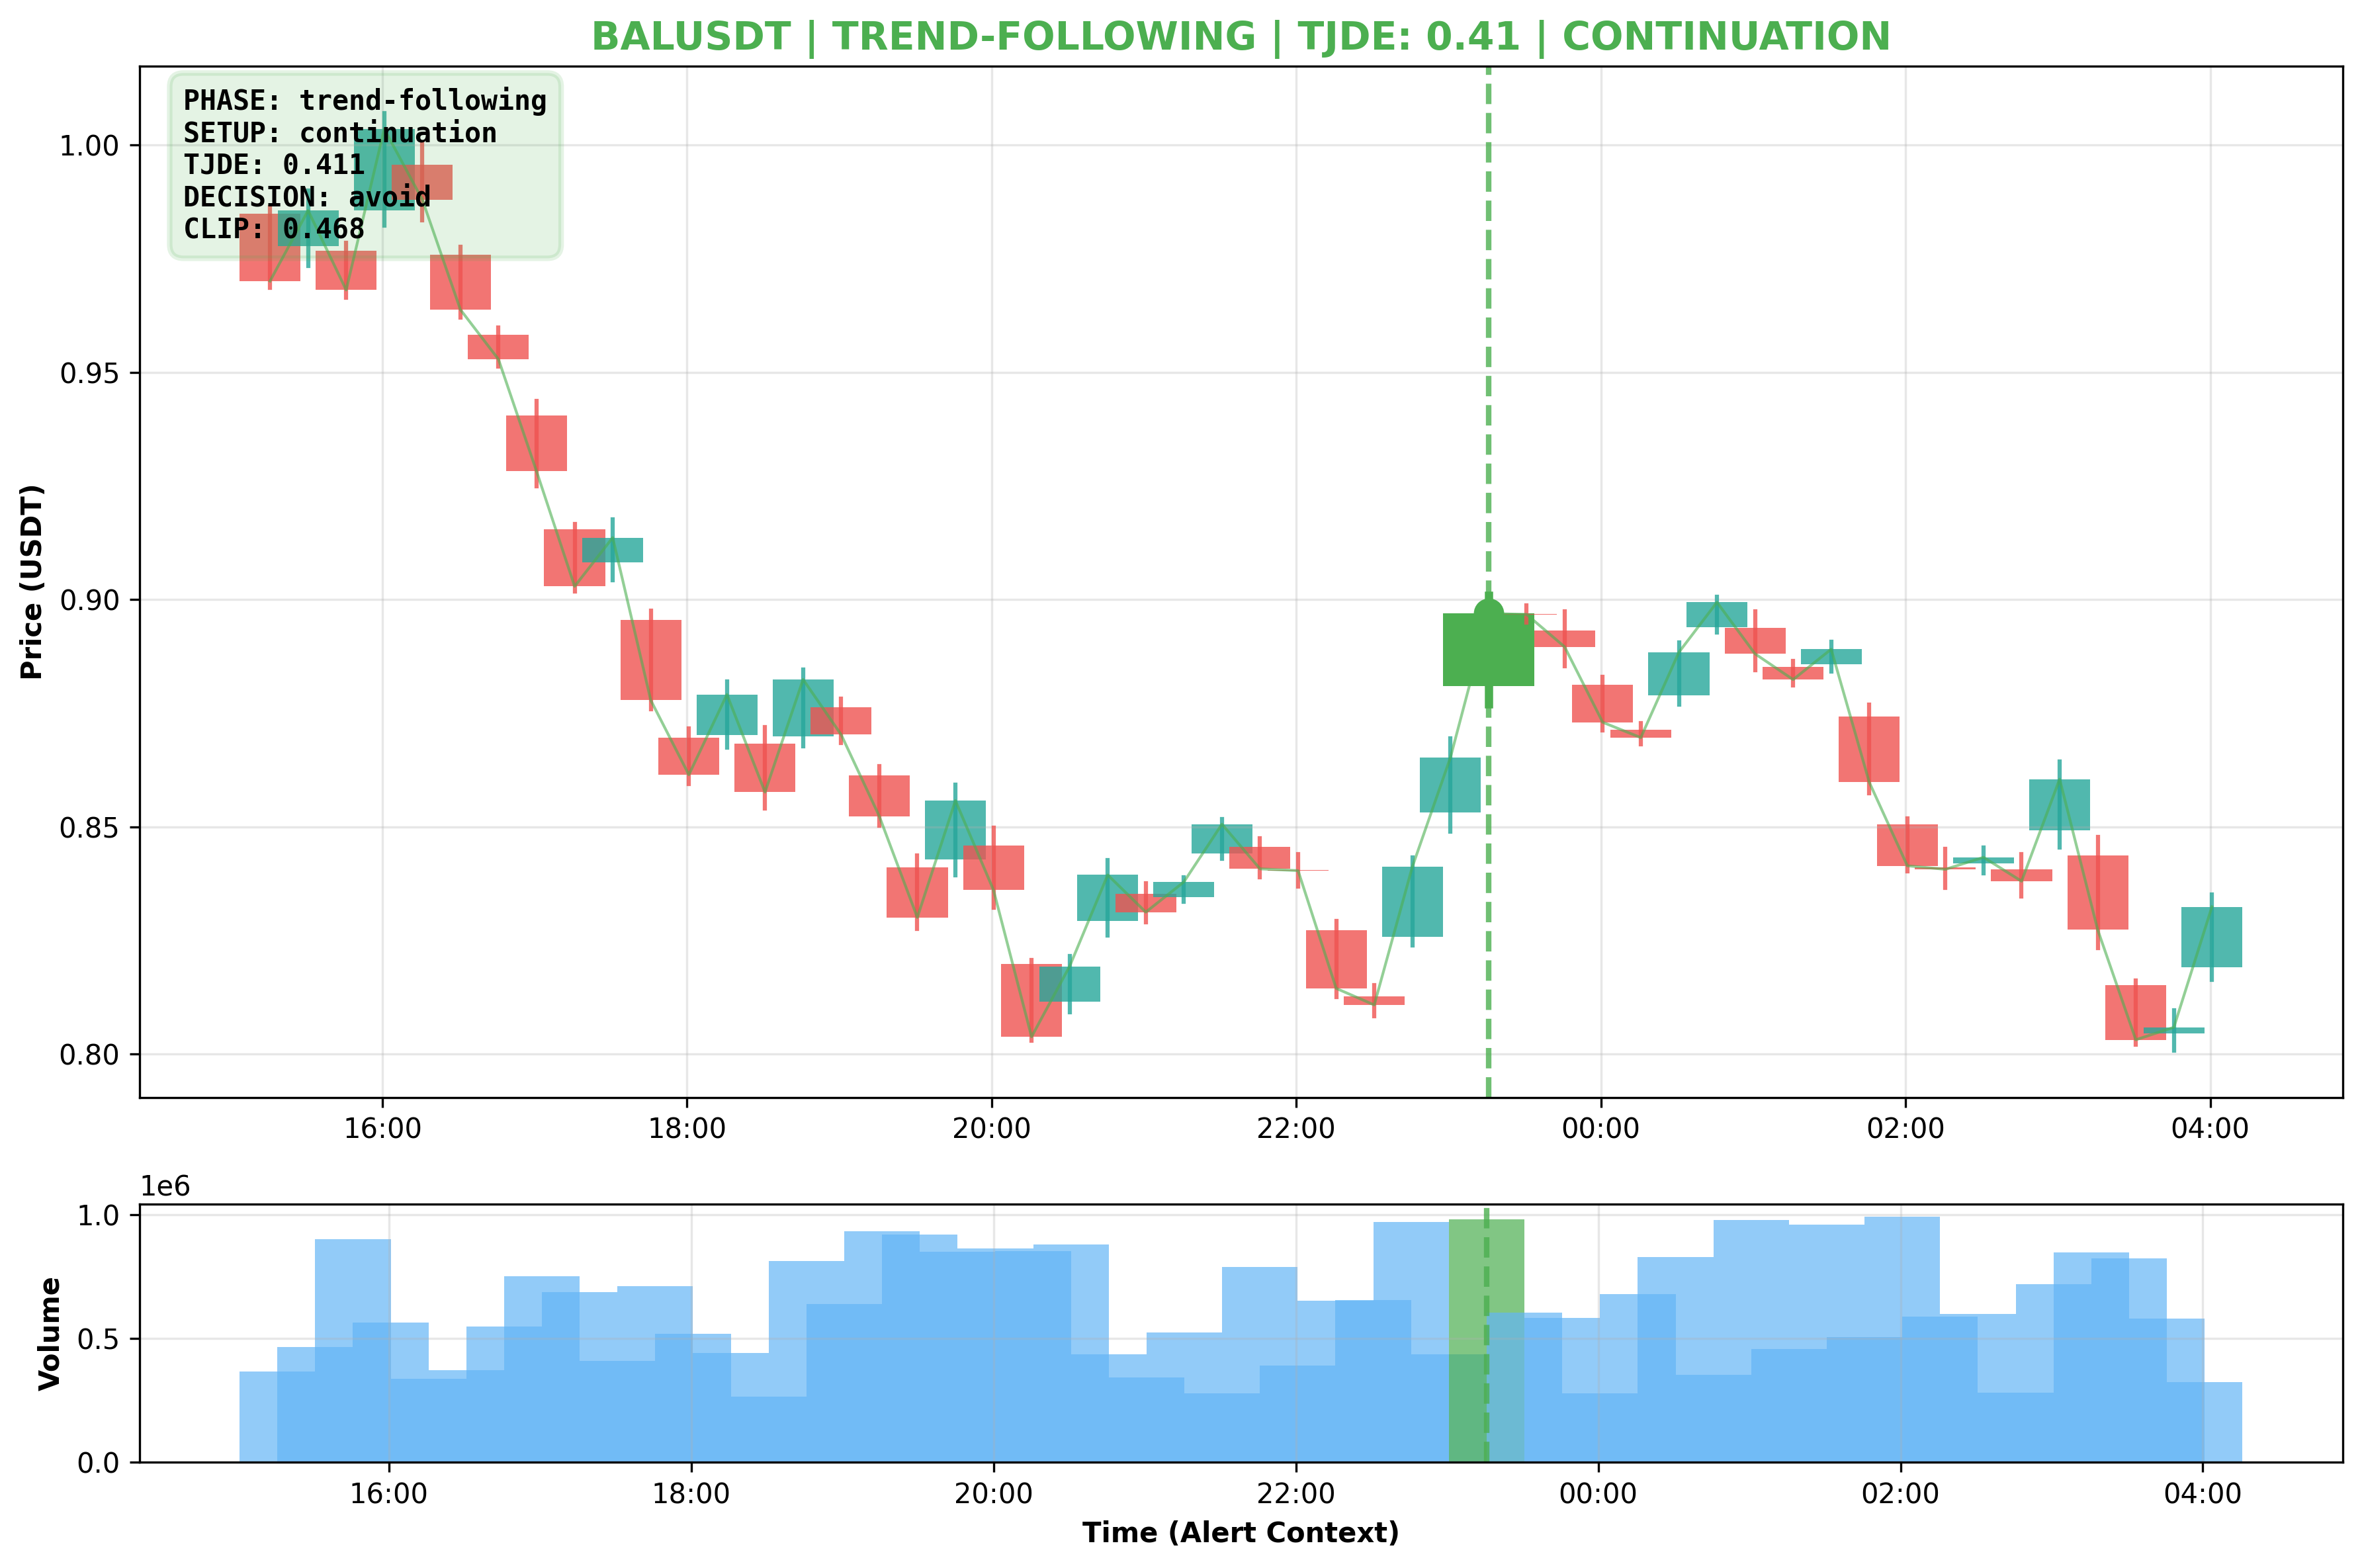 BALUSDT | TREND-FOLLOWING | TJDE: 0.41 | CONTINUATION
PHASE: trend-following
SETUP: continuation
TJDE: 0.411
DECISION: avoid
CLIP: 0.468
Price (USDT)
1.00
0.95
0.90
0.85
0.80
16:00 18:00 20:00 22:00 00:00 02:00 04:00
1e6
Volume
1.0
0.5
0.0
16:00 18:00 20:00 22:00 00:00 02:00 04:00
Time (Alert Context)